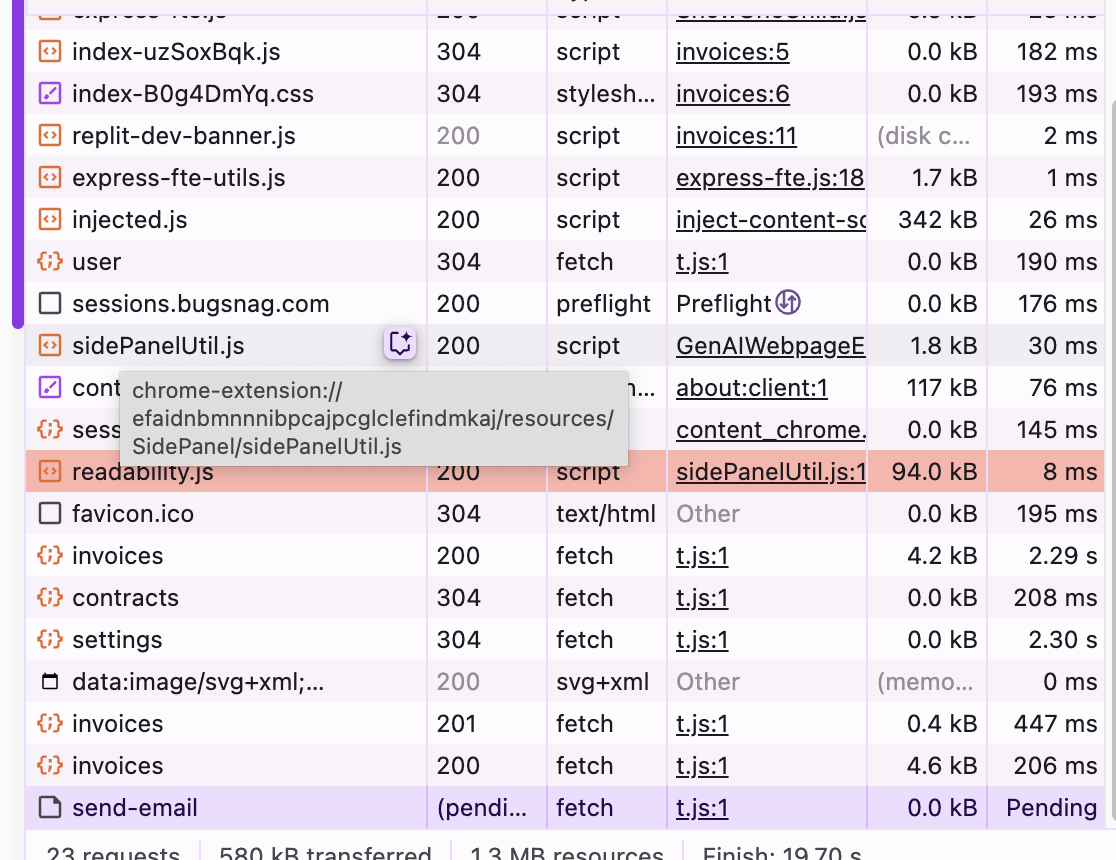 express-fte.js 200 script ShowOneChild.js
index-uzSoxBqk.js 304 script invoices:5 0.0 kB 182 ms
index-B0g4DmYq.css 304 stylesh... invoices:6 0.0 kB 193 ms
replit-dev-banner.js 200 script invoices:11 (disk c... 2 ms
express-fte-utils.js 200 script express-fte.js:18 1.7 kB 1 ms
injected.js 200 script inject-content-sc 342 kB 26 ms
user 304 fetch t.js:1 0.0 kB 190 ms
sessions.bugsnag.com 200 preflight Preflight 0.0 kB 176 ms
sidePanelUtil.js 200 script GenAIWebpageE 1.8 kB 30 ms
cont n... about:client:1 117 kB 76 ms
chrome-extension://
efaidnbmnnnibpcajpcglclefindmkaj/resources/
SidePanel/sidePanelUtil.js
sess content_chrome. 0.0 kB 145 ms
readability.js 200 script sidePanelUtil.js:1 94.0 kB 8 ms
favicon.ico 304 text/html Other 0.0 kB 195 ms
invoices 200 fetch t.js:1 4.2 kB 2.29 s
contracts 304 fetch t.js:1 0.0 kB 208 ms
settings 304 fetch t.js:1 0.0 kB 2.30 s
data:image/svg+xml;... 200 svg+xml Other (memo... 0 ms
invoices 201 fetch t.js:1 0.4 kB 447 ms
invoices 200 fetch t.js:1 4.6 kB 206 ms
send-email (pendi... fetch t.js:1 0.0 kB Pending
23 requests 580 kB transferred 1.3 MB resources Finish: 19.70 s